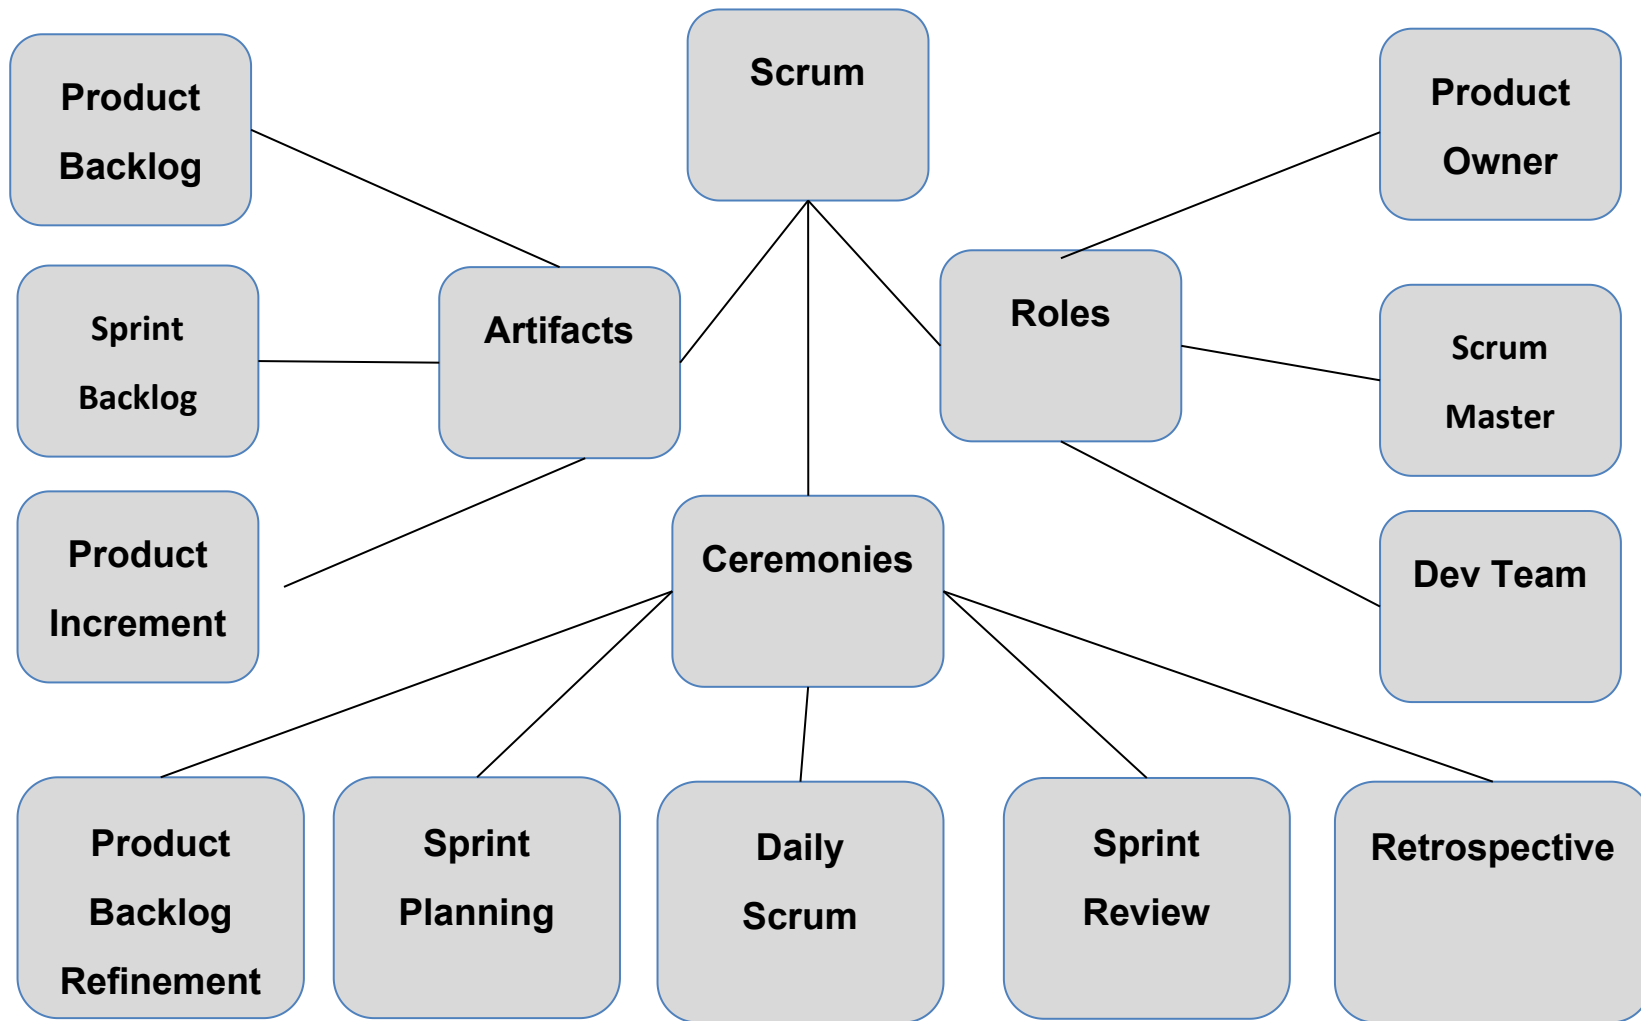 Scrum
Product
Backlog
Product
Owner
Sprint
Backlog
Artifacts
Roles
Scrum
Master
Product
Increment
Ceremonies
Dev Team
Product
Backlog
Refinement
Sprint
Planning
Daily
Scrum
Sprint
Review
Retrospective